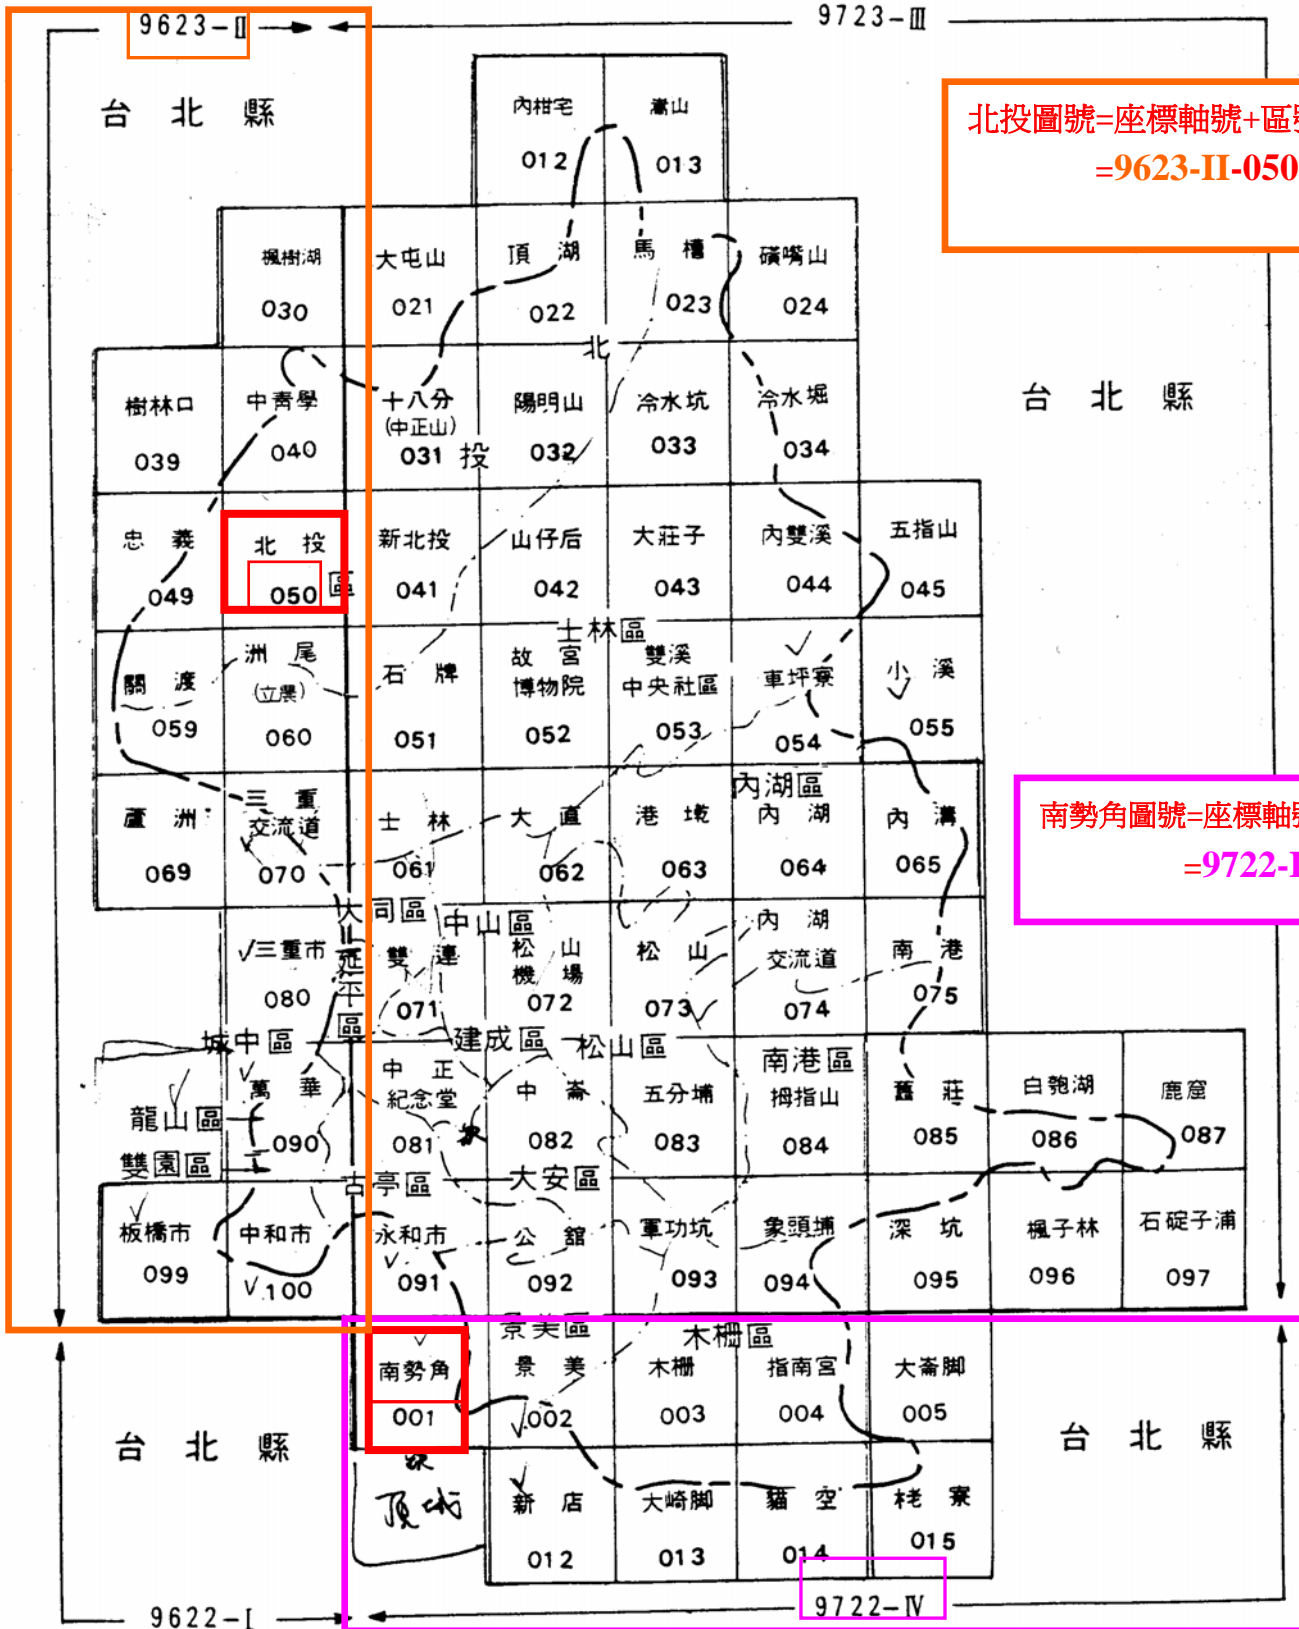 9623-II
9723-III
台 北 縣
內柑宅
嵩山
012
013
北投圖號=座標軸號+區
=9623-II-050
楓樹湖
大屯山
頂 湖
馬 槽
磺嘴山
030
021
022
023
024
北
樹林口
中青學
十八分
(中正山)
陽明山
冷水坑
冷水堀
台 北 縣
039
040
031
投
032
033
034
忠 義
北 投
新北投
山仔后
大莊子
內雙溪
五指山
049
050
區
041
042
043
044
045
士林區
關 渡
洲 尾
(立農)
石 牌
故 宮
博物院
雙溪
中央社區
車坪寮
小 溪
059
060
051
052
053
054
055
內湖區
蘆 洲
三 重
交流道
士 林
大 直
港 墘
內 湖
內 溝
069
070
061
062
063
064
065
南勢角圖號=座標軸
=9722-
大同區
中山區
三重市
延平區
雙 連
松 山
機 場
松 山
內 湖
交流道
南 港
080
071
072
073
074
075
城中區
建成區
松山區
南港區
龍山區
萬 華
中 正
紀念堂
中 崙
五分埔
拇指山
舊 莊
白匏湖
鹿窟
雙園區
090
081
082
083
084
085
086
087
古亭區
大安區
板橋市
中和市
永和市
公 館
軍功坑
象頭埔
深 坑
楓子林
石碇子浦
099
100
091
092
093
094
095
096
097
景美區
木柵區
南勢角
景 美
木柵
指南宮
大崙腳
001
002
003
004
005
台 北 縣
台 北 縣
新 店
大崎脚
貓 空
栳 寮
012
013
014
015
9622-I
9722-IV